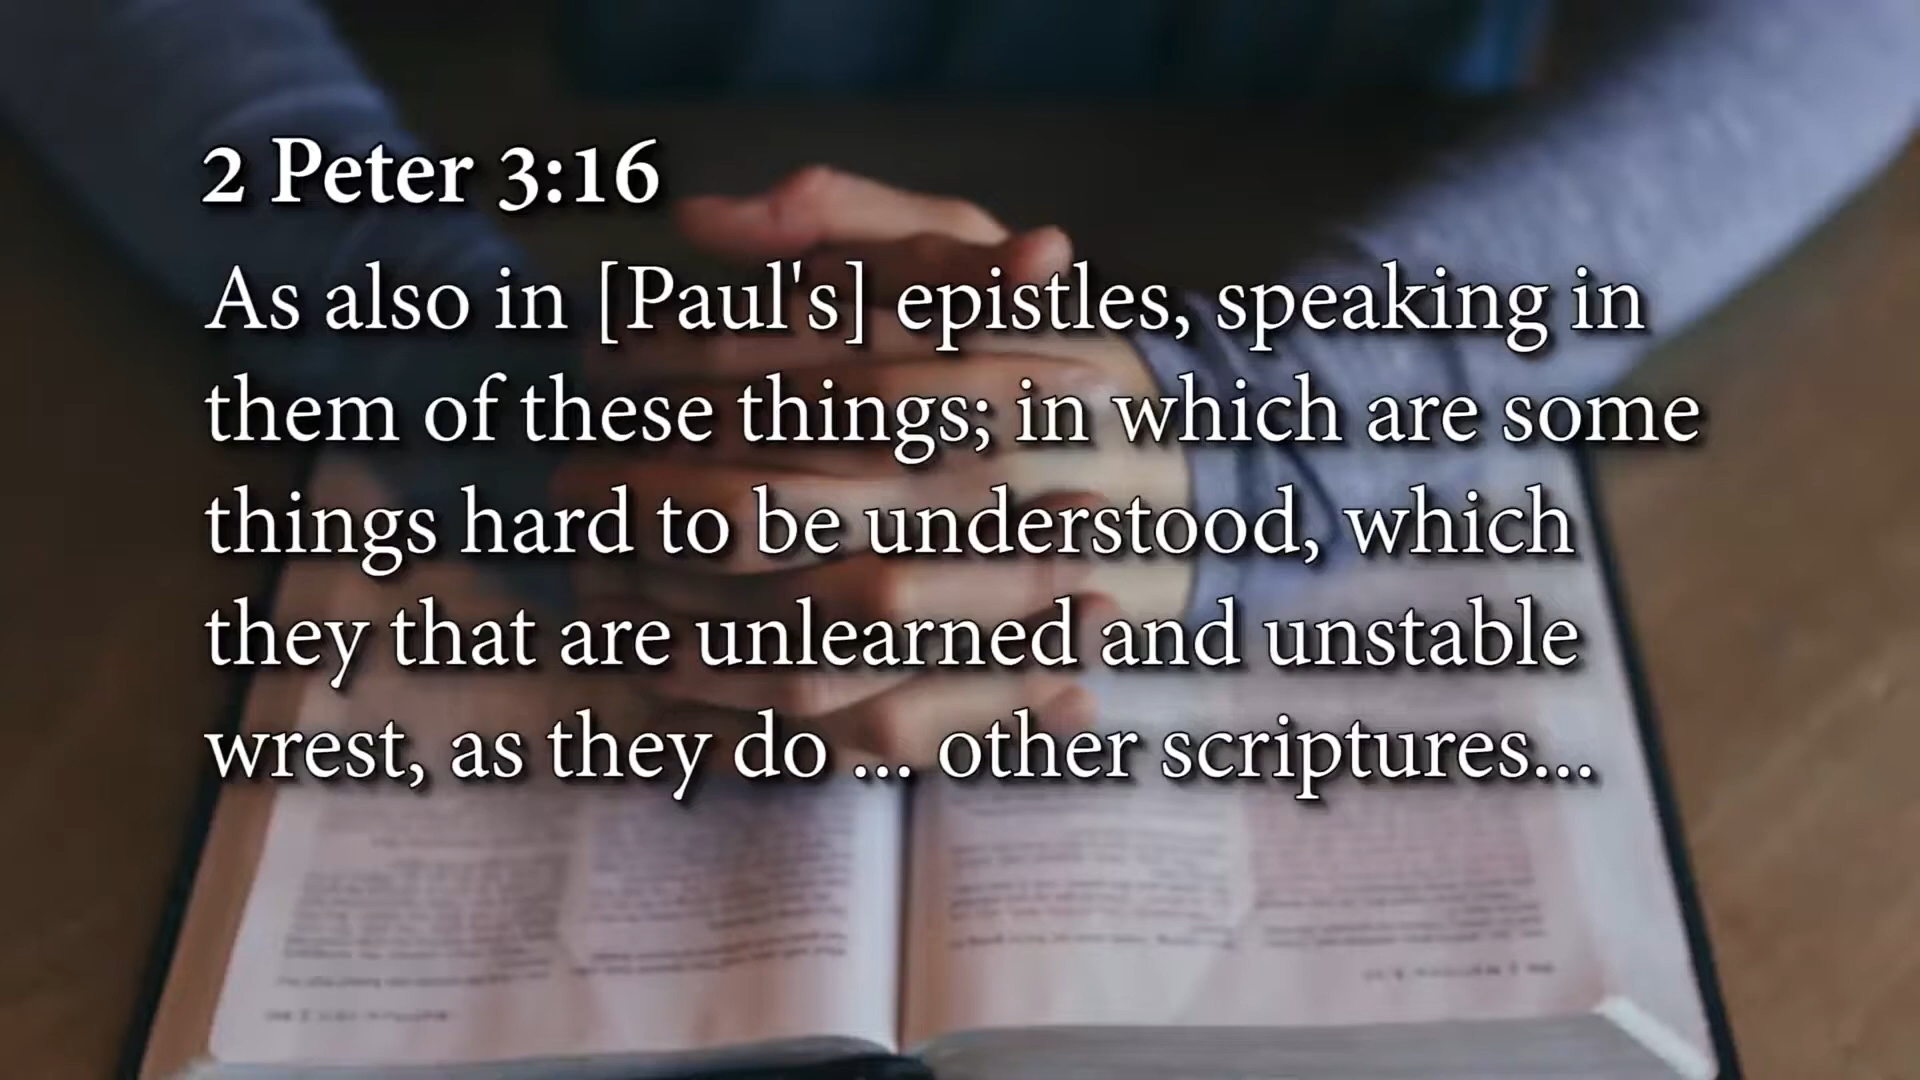 2 Peter 3:16
As also in [Paul's] epistles, speaking in
them of these things; in which are some
things hard to be understood, which
they that are unlearned and unstable
wrest, as they do ... other scriptures...